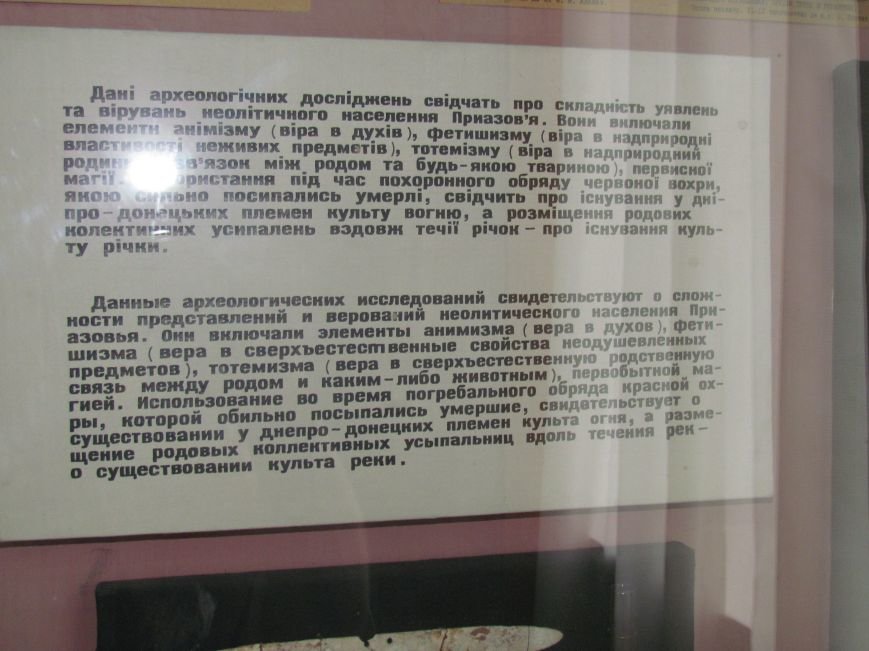 Дані археологічних досліджень свідчать про складність уявлень
та вірувань неолітичного населення Приазов'я. Вони включали
елементи анімізму (віра в духів), фетишизму (віра в надприродні
властивості неживих предметів), тотемізму (віра в надприродний
зв'язок між родом та будь-якою твариною), первисної
магії. під час похоронного обряду червоної вохри,
якою сильно посипались умерлі, свідчить про існування у дні-
про-донецьких племен культу вогню, а розміщення родових
колективних усипалень вздовж течії річок – про існування куль-
ту річки.
Данные археологических исследований свидетельствуют о слож-
ности представлений и верований неолитического населения При-
азовья. Они включали элементы анимизма (вера в духов), фети-
шизма (вера в сверхъестественные свойства неодушевленных
предметов), тотемизма (вера в сверхъестественную родственную
связь между родом и каким-либо животным), первобытной ма-
гией. Использование во время погребального обряда красной ох-
ры, которой обильно посыпались умершие, свидетельствует о
существовании у днепро-донецких племен культа огня, а разме-
щение родовых коллективных усыпальниц вдоль течения рек –
о существовании культа реки.